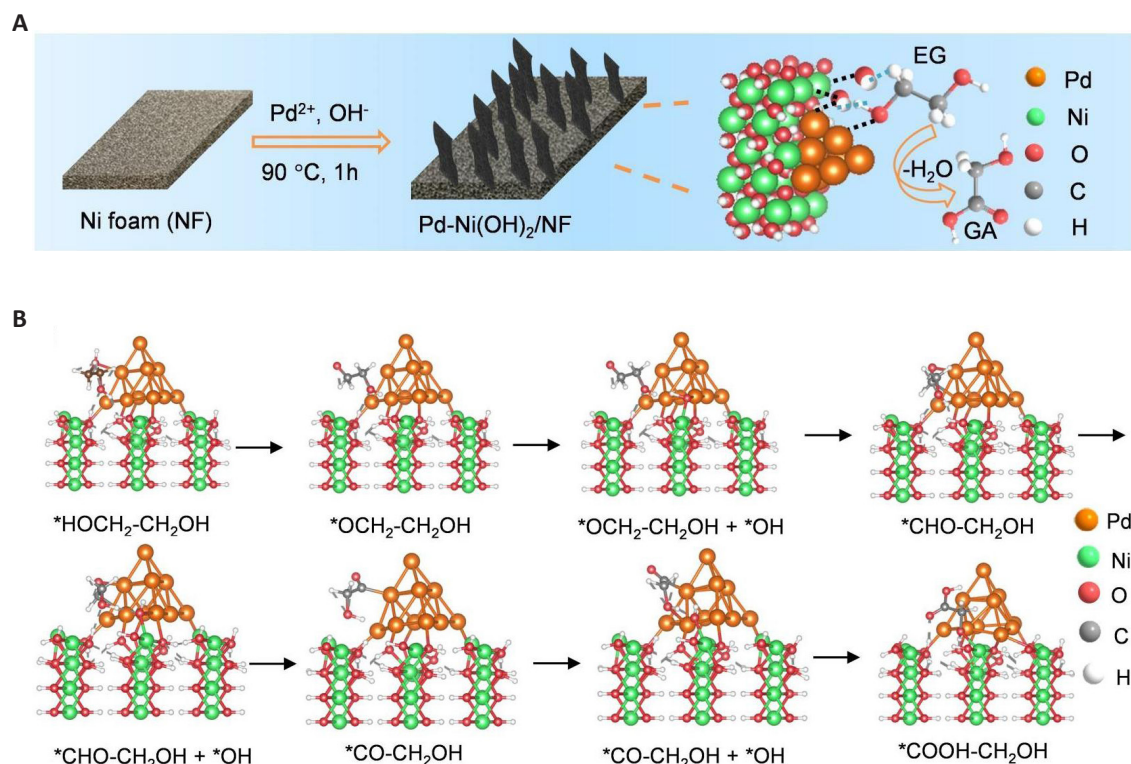 A
Pd²⁺, OH⁻
90 °C, 1h
Ni foam (NF)
Pd-Ni(OH)₂/NF
EG
-H₂O
GA
Pd
Ni
O
C
H
B
*HOCH₂-CH₂OH
*OCH₂-CH₂OH
*OCH₂-CH₂OH + *OH
*CHO-CH₂OH
Pd
Ni
O
C
H
*CHO-CH₂OH + *OH
*CO-CH₂OH
*CO-CH₂OH + *OH
*COOH-CH₂OH